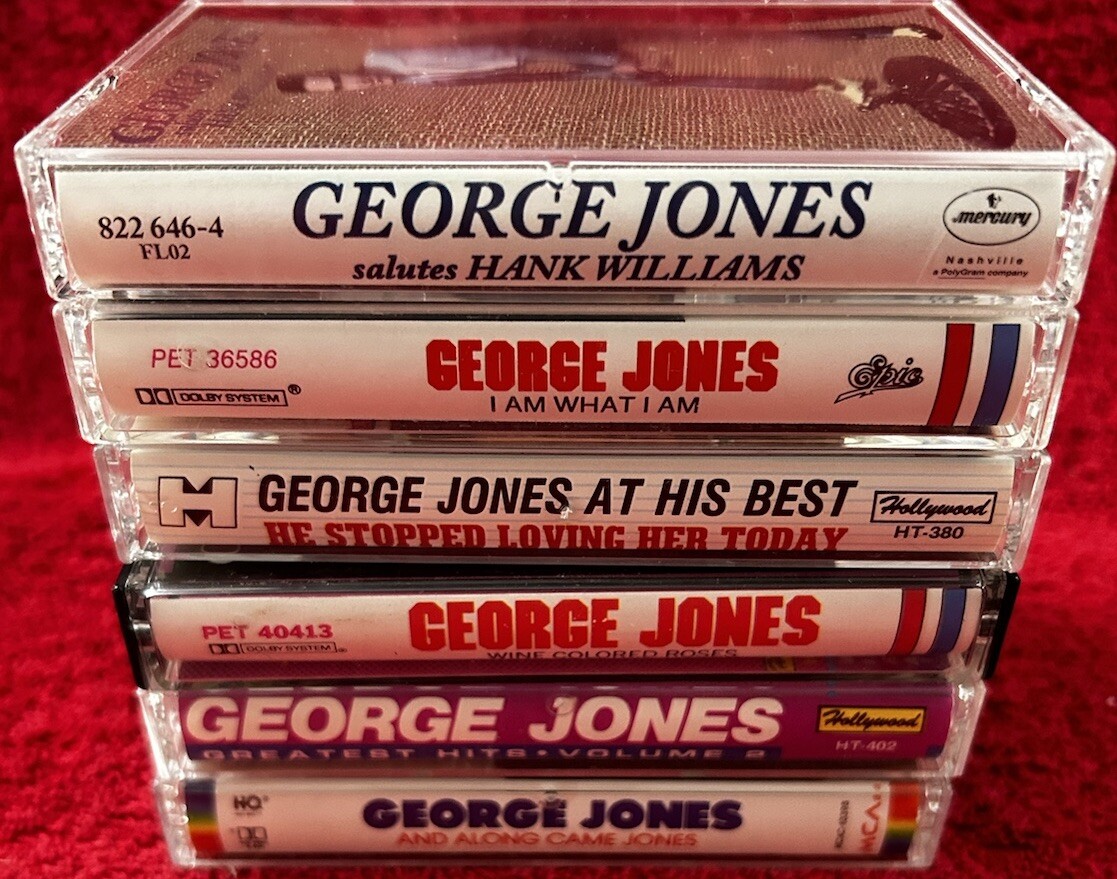 822 646-4
FL02
GEORGE JONES
salutes HANK WILLIAMS
mercury
Nashville
a PolyGram company
PET 36586
DOLBY SYSTEM®
GEORGE JONES
I AM WHAT I AM
Epic
H
GEORGE JONES AT HIS BEST
HE STOPPED LOVING HER TODAY
Hollywood
HT-380
PET 40413
DOLBY SYSTEM
GEORGE JONES
WINE COLORED ROSES
GEORGE JONES
GREATEST HITS • VOLUME 2
Hollywood
HT-402
HQ
GEORGE JONES
AND ALONG CAME JONES
MCA